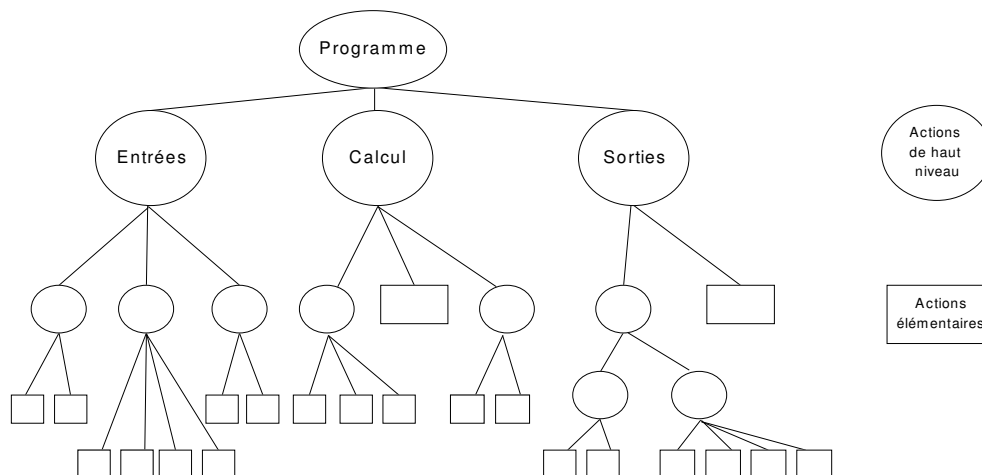 Programme
Entrées
Calcul
Sorties
Actions
de haut
niveau
Actions
élémentaires